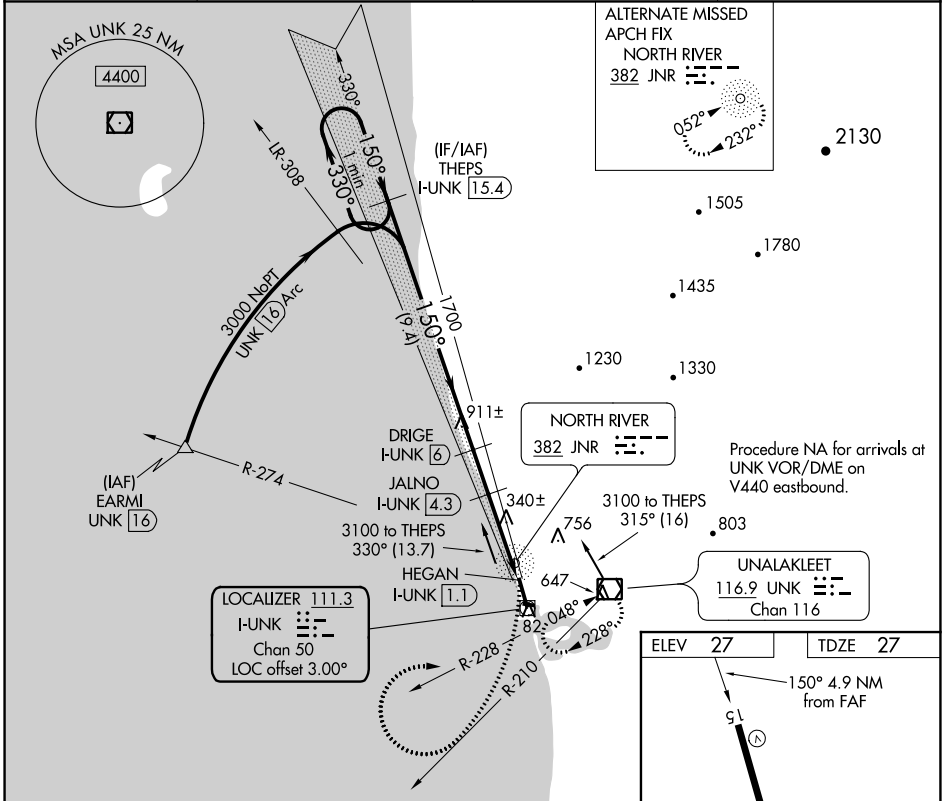 MSA UNK 25 NM
4400
ALTERNATE MISSED
APCH FIX
NORTH RIVER
382 JNR
052°
232°
2130
330°
150°
1 min
330°
LR-308
(IF/IAF)
THEPS
I-UNK 15.4
1505
1780
1435
3000 NoPT
UNK 16 Arc
1700
150°
(9.4)
1230
1330
911±
NORTH RIVER
382 JNR
DRIGE
I-UNK 6
R-274
(IAF)
EARMI
UNK 16
JALNO
I-UNK 4.3
340±
Procedure NA for arrivals at
UNK VOR/DME on
V440 eastbound.
3100 to THEPS
330° (13.7)
756
3100 to THEPS
315° (16)
803
HEGAN
I-UNK 1.1
647
UNALAKLEET
116.9 UNK
Chan 116
LOCALIZER 111.3
I-UNK
Chan 50
LOC offset 3.00°
82
048°
228°
R-228
R-210
ELEV 27
TDZE 27
150° 4.9 NM
from FAF
15
V